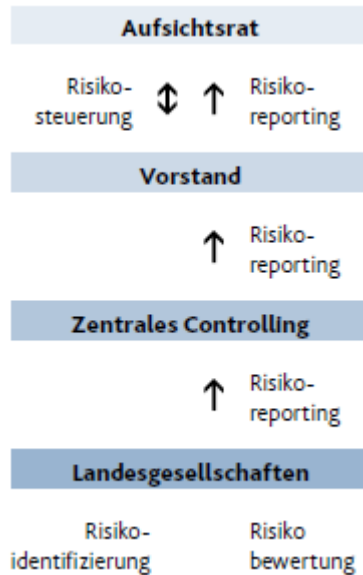 Aufsichtsrat
Risiko- Risiko-
steuerung reporting
Vorstand
Risiko-
reporting
Zentrales Controlling
Risiko-
reporting
Landesgesellschaften
Risiko- Risiko
identifizierung bewertung